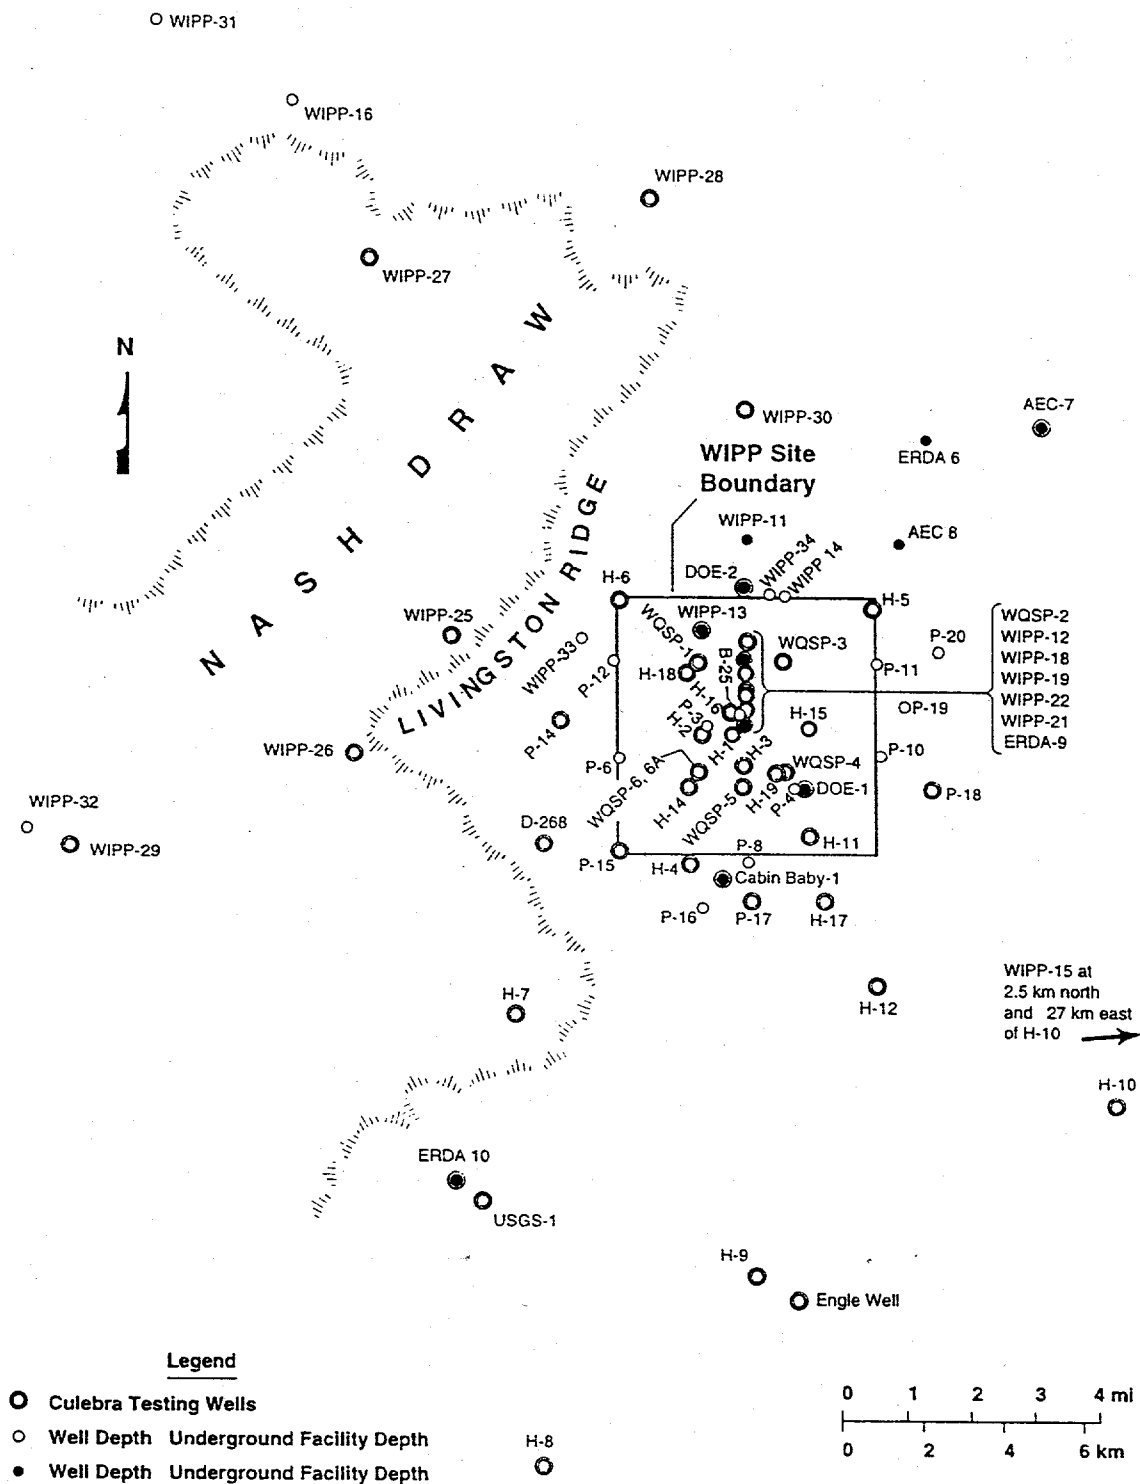 WIPP-31
WIPP-16
WIPP-28
WIPP-27
N
NASH DRAW
LIVINGSTON RIDGE
WIPP-30
AEC-7
ERDA 6
WIPP Site
Boundary
WIPP-11
AEC 8
WIPP-34
WIPP 14
DOE-2
H-6
H-5
WIPP-25
WIPP-13
WQSP-1
WQSP-3
WIPP-33
P-12
H-18
H-16
B-25
P-20
P-11
WQSP-2
WIPP-12
WIPP-18
WIPP-19
WIPP-22
WIPP-21
ERDA-9
P-14
P-3
H-2
H-1
H-3
H-15
OP-19
WIPP-26
P-6
P-10
WQSP-6, 6A
H-14
WQSP-5
H-19
WQSP-4
P-4
DOE-1
P-18
WIPP-32
WIPP-29
D-268
P-15
H-4
P-8
H-11
Cabin Baby-1
P-16
P-17
H-17
H-7
H-12
WIPP-15 at
2.5 km north
and 27 km east
of H-10
H-10
ERDA 10
USGS-1
H-9
Engle Well
Legend
Culebra Testing Wells
Well Depth Underground Facility Depth
Well Depth Underground Facility Depth
H-8
0 1 2 3 4 mi
0 2 4 6 km